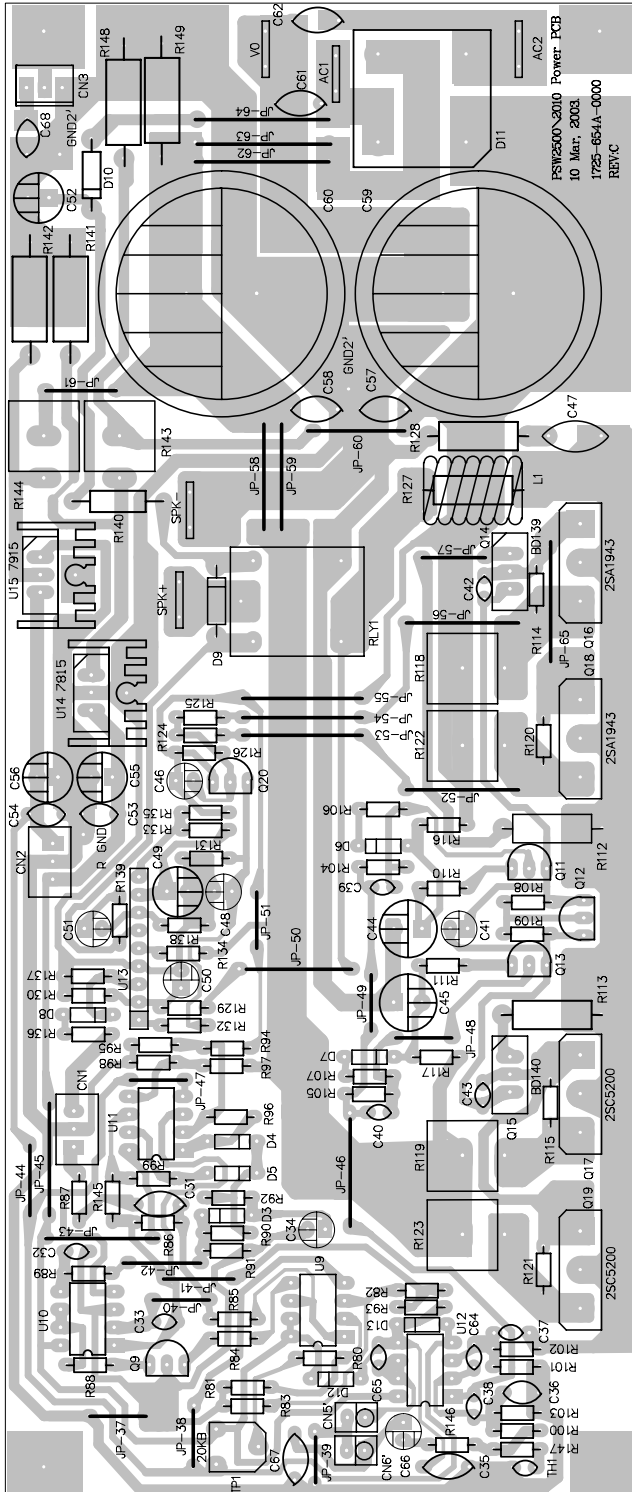 C62
R148
R149
V0
AC1
AC2
CN3
C68
GND2'
C61
JP-64
JP-63
JP-62
D11
PSW2500\2010 Power PCB
10 Mar, 2003.
1725-654A-0000
REV:C
D10
C52
R142
R141
C60
C59
JP-61
C58
GND2'
C57
C47
R144
R143
R140
SPK-
JP-58
JP-59
JP-60
R128
R127
L1
U15 7915
SPK+
D9
RLY1
Q14
JP-57
C42
BD139
2SA1943
R114
JP-65
Q18
Q16
JP-56
R118
U14 7815
R125
R124
R126
JP-55
JP-54
JP-53
R122
R120
2SA1943
C56
C55
C54
C53
R GND
C46
Q20
JP-52
CN2
R135
R133
R131
R106
D6
R104
C39
R116
R110
Q11
R112
R139
C49
C48
R108
Q12
C51
R138
R134
JP-51
C44
C41
R109
JP-50
Q13
R137
R130
D8
R136
U13
C50
JP-49
R111
C45
R113
R129
R132
R95
R98
R94
R97
D7
R107
R105
C40
R117
JP-48
C43
BD140
CN1
U11
JP-47
R96
D4
Q15
R115
2SC5200
JP-44
JP-45
R87
R145
R99
C31
D5
R92
JP-46
R119
Q19
Q17
JP-43
R86
D3
R90
R91
C34
R123
C32
R89
JP-42
JP-41
U9
R121
2SC5200
U10
C33
JP-40
R85
R82
R93
D13
U12
C64
C37
R102
R101
R88
Q9
R84
R80
C65
R81
R83
D12
C38
C36
JP-37
JP-38
20KB
TP1
CN5'
R103
R100
R147
C67
JP-39
CN6'
C66
R146
C35
TH1